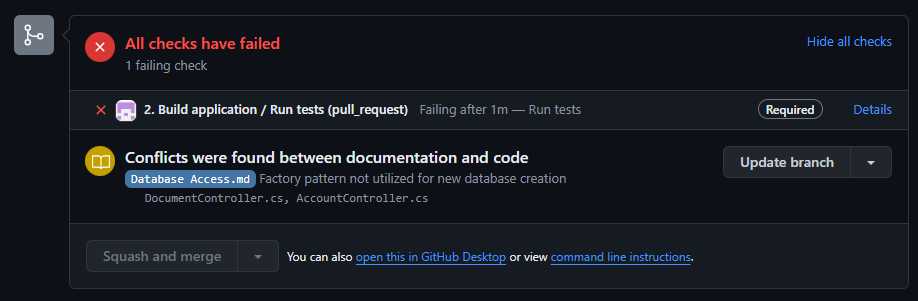 All checks have failed
Hide all checks
1 failing check
2. Build application / Run tests (pull_request) Failing after 1m — Run tests Required Details
Conflicts were found between documentation and code
Update branch
Database Access.md Factory pattern not utilized for new database creation
DocumentController.cs, AccountController.cs
Squash and merge You can also open this in GitHub Desktop or view command line instructions.